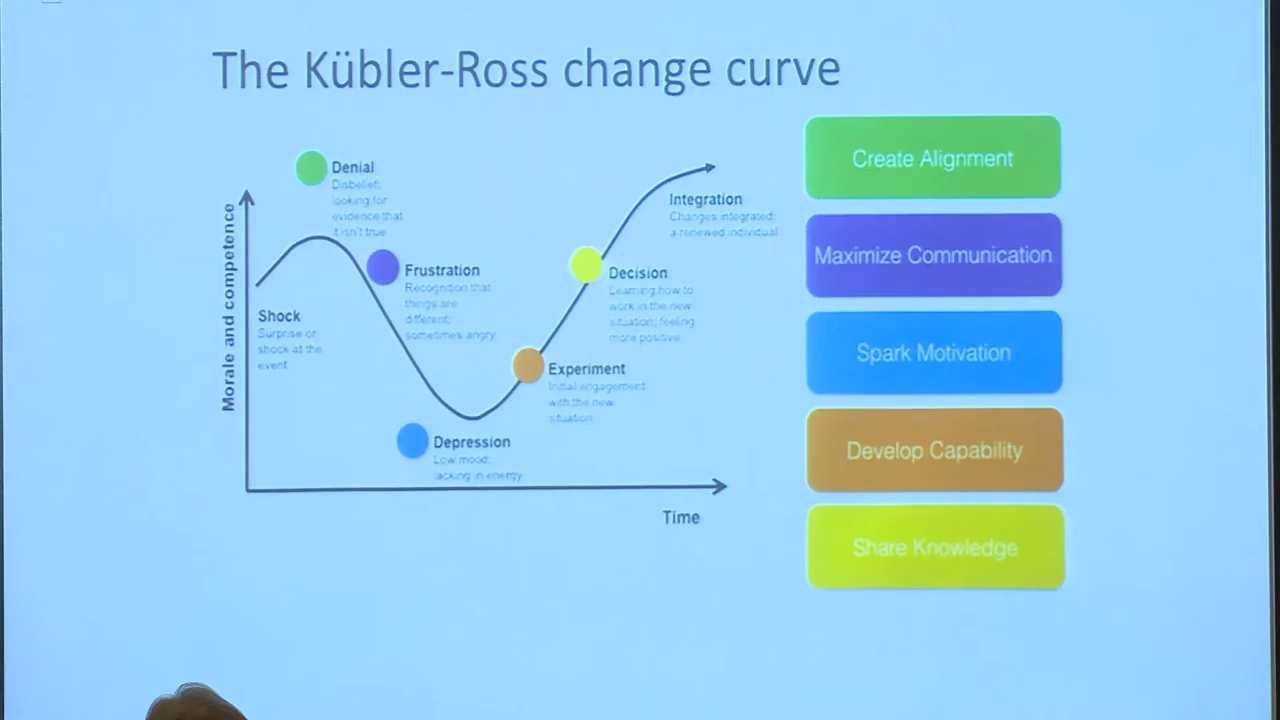 The Kübler-Ross change curve
Morale and competence
Shock
Surprise or
shock at the
event
Denial
Disbelief;
looking for
evidence that
it isn't true
Frustration
Recognition that
things are
different;
sometimes angry
Depression
Low mood;
lacking in energy
Experiment
Initial engagement
with the new
situation
Decision
Learning how to
work in the new
situation; feeling
more positive
Integration
Changes integrated;
a renewed individual
Time
Create Alignment
Maximize Communication
Spark Motivation
Develop Capability
Share Knowledge